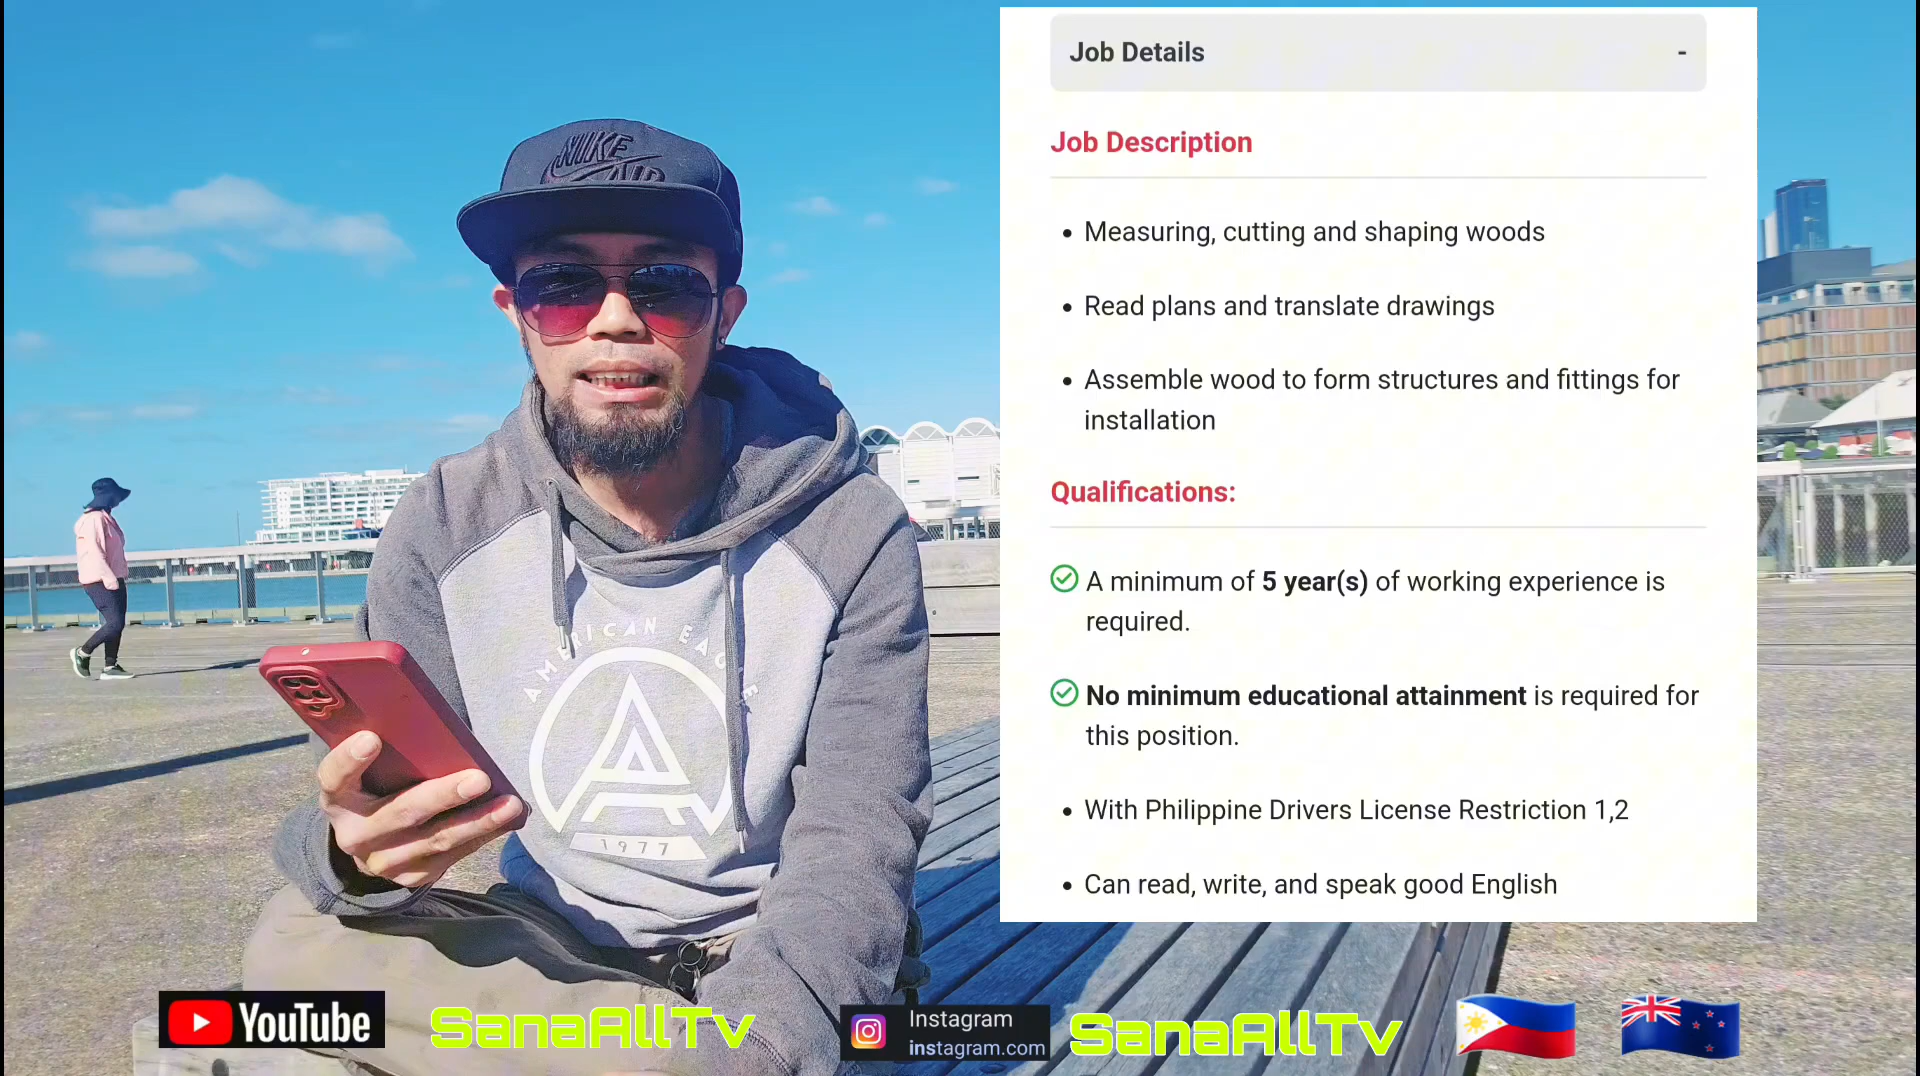 NIKE
AIR
AMERICAN EAGLE
1977
Job Details -
Job Description
• Measuring, cutting and shaping woods
• Read plans and translate drawings
• Assemble wood to form structures and fittings for
installation
Qualifications:
A minimum of 5 year(s) of working experience is
required.
No minimum educational attainment is required for
this position.
• With Philippine Drivers License Restriction 1,2
• Can read, write, and speak good English
YouTube
SanaAllTv
Instagram
instagram.com
SanaAllTv